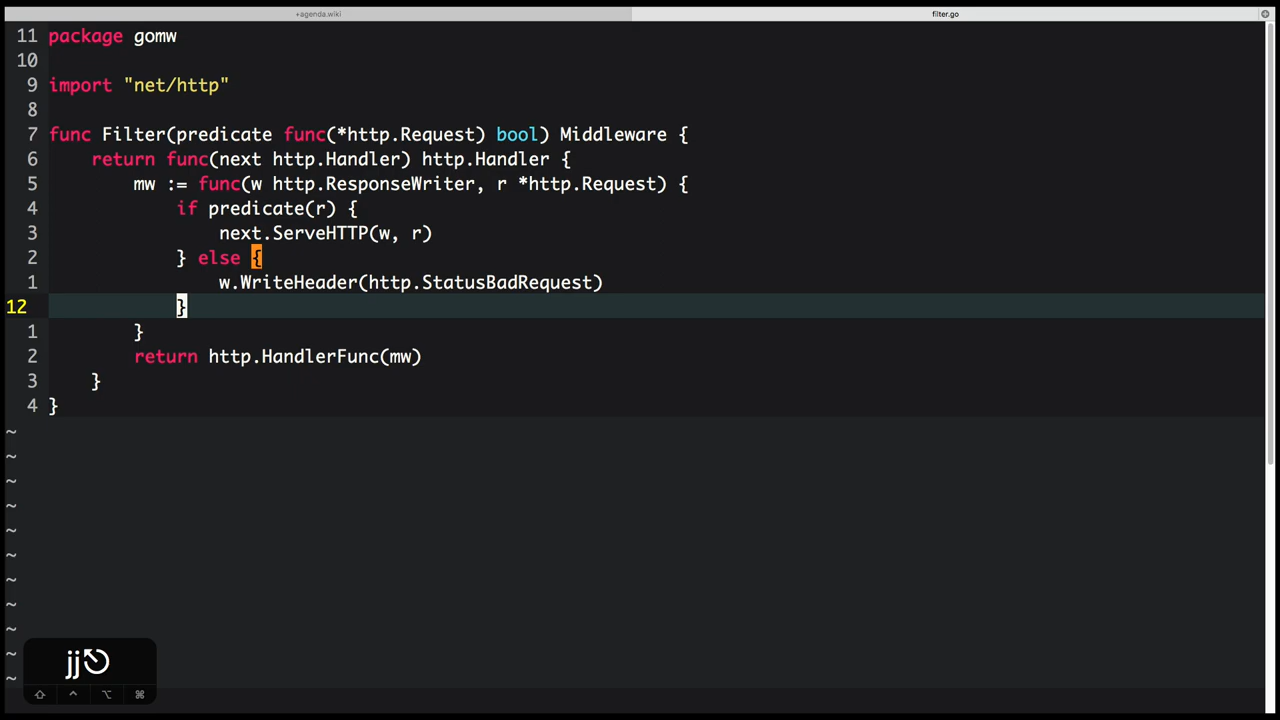 +agenda.wiki filter.go
11 package gomw
10
9 import "net/http"
8
7 func Filter(predicate func(*http.Request) bool) Middleware {
6 return func(next http.Handler) http.Handler {
5 mw := func(w http.ResponseWriter, r *http.Request) {
4 if predicate(r) {
3 next.ServeHTTP(w, r)
2 } else {
1 w.WriteHeader(http.StatusBadRequest)
12 }
1 }
2 return http.HandlerFunc(mw)
3 }
4 }
~
~
~
~
~
~
~
~
~
~
~
jj⎋
⇧ ^ ⌥ ⌘